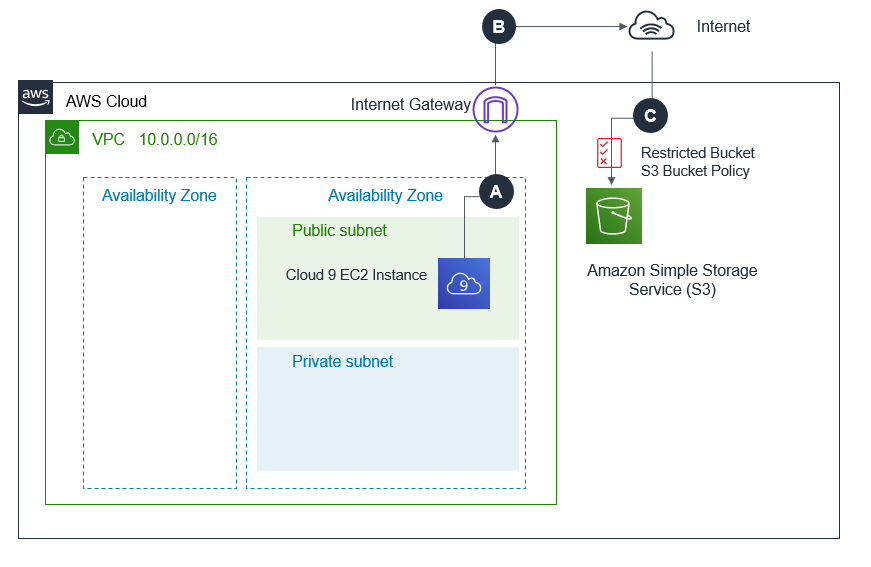 B
Internet
aws
AWS Cloud
Internet Gateway
C
VPC 10.0.0.0/16
Restricted Bucket
S3 Bucket Policy
Availability Zone
Availability Zone
A
Public subnet
Cloud 9 EC2 Instance
9
Amazon Simple Storage
Service (S3)
Private subnet